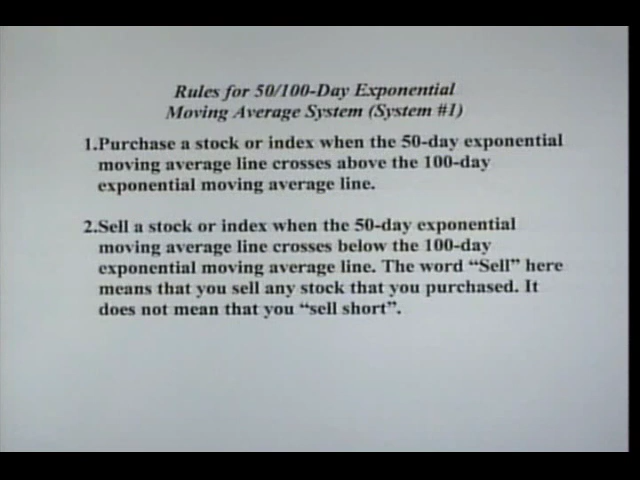 Rules for 50/100-Day Exponential
Moving Average System (System #1)
1.Purchase a stock or index when the 50-day exponential
moving average line crosses above the 100-day
exponential moving average line.
2.Sell a stock or index when the 50-day exponential
moving average line crosses below the 100-day
exponential moving average line. The word “Sell” here
means that you sell any stock that you purchased. It
does not mean that you “sell short”.